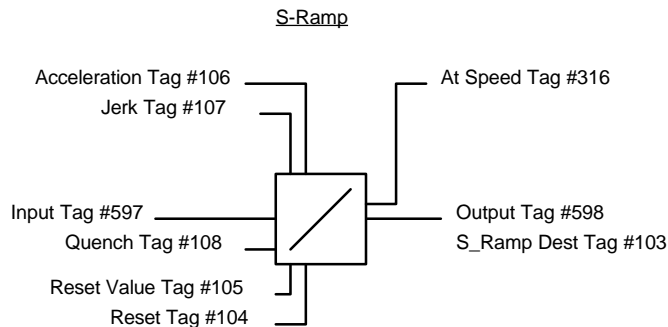 S-Ramp
Acceleration Tag #106
At Speed Tag #316
Jerk Tag #107
Input Tag #597
Output Tag #598
Quench Tag #108
S_Ramp Dest Tag #103
Reset Value Tag #105
Reset Tag #104